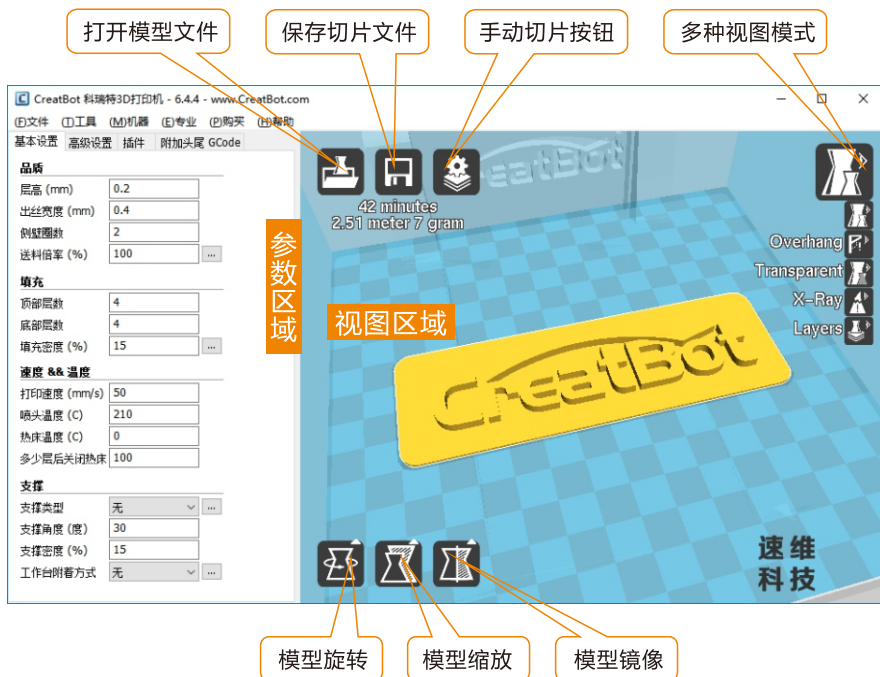 打开模型文件
保存切片文件
手动切片按钮
多种视图模式
CreatBot 科瑞特3D打印机 - 6.4.4 - www.CreatBot.com
(F)文件 (T)工具 (M)机器 (E)专业 (P)购买 (H)帮助
基本设置 高级设置 插件 附加头尾 GCode
品质
层高 (mm) 0.2
出丝宽度 (mm) 0.4
侧壁圈数 2
送料倍率 (%) 100 ...
填充
顶部层数 4
底部层数 4
填充密度 (%) 15 ...
速度 && 温度
打印速度 (mm/s) 50
喷头温度 (C) 210
热床温度 (C) 0
多少层后关闭热床 100
支撑
支撑类型 无 ...
支撑角度 (度) 30
支撑密度 (%) 15
工作台附着方式 无 ...
参数区域
42 minutes
2.51 meter 7 gram
CreatBot
视图区域
Overhang
Transparent
X-Ray
Layers
CreatBot
速维
科技
模型旋转
模型缩放
模型镜像